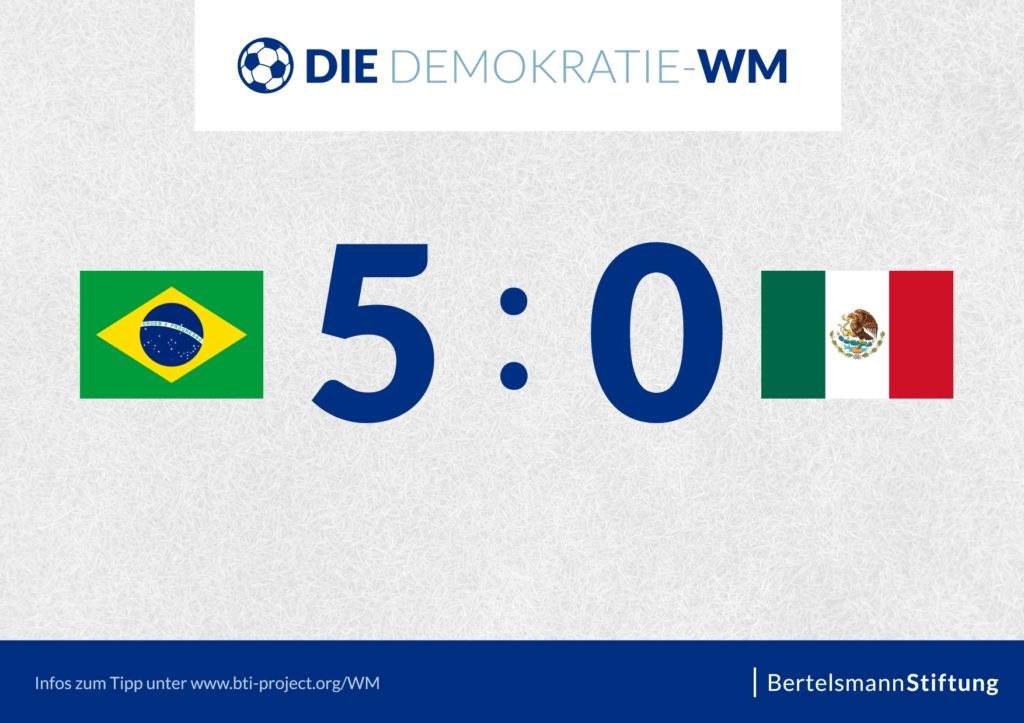 DIE DEMOKRATIE-WM
5 : 0
Infos zum Tipp unter www.bti-project.org/WM
BertelsmannStiftung